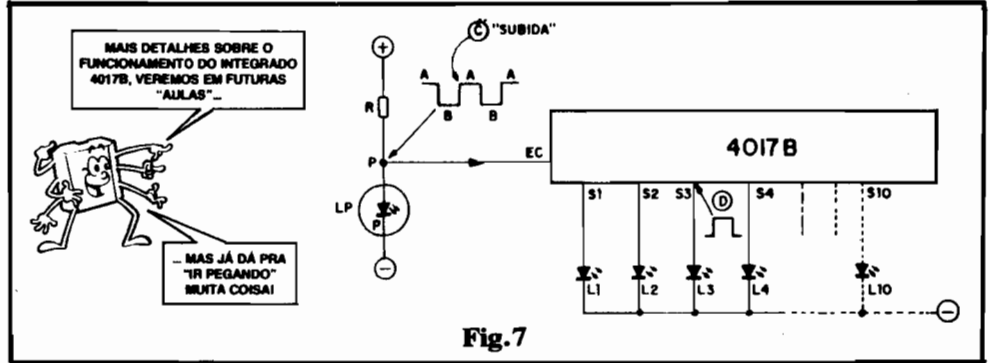 MAIS DETALHES SOBRE O
FUNCIONAMENTO DO INTEGRADO
4017B, VEREMOS EM FUTURAS
"AULAS"...
... MAS JÁ DÁ PRA
"IR PEGANDO"
MUITA COISA!
C "SUBIDA"
+
A A A
B B
R
P
EC
4017B
LP
P
−
S1 S2 S3 S4 S10
D
L1 L2 L3 L4 L10
−
Fig.7